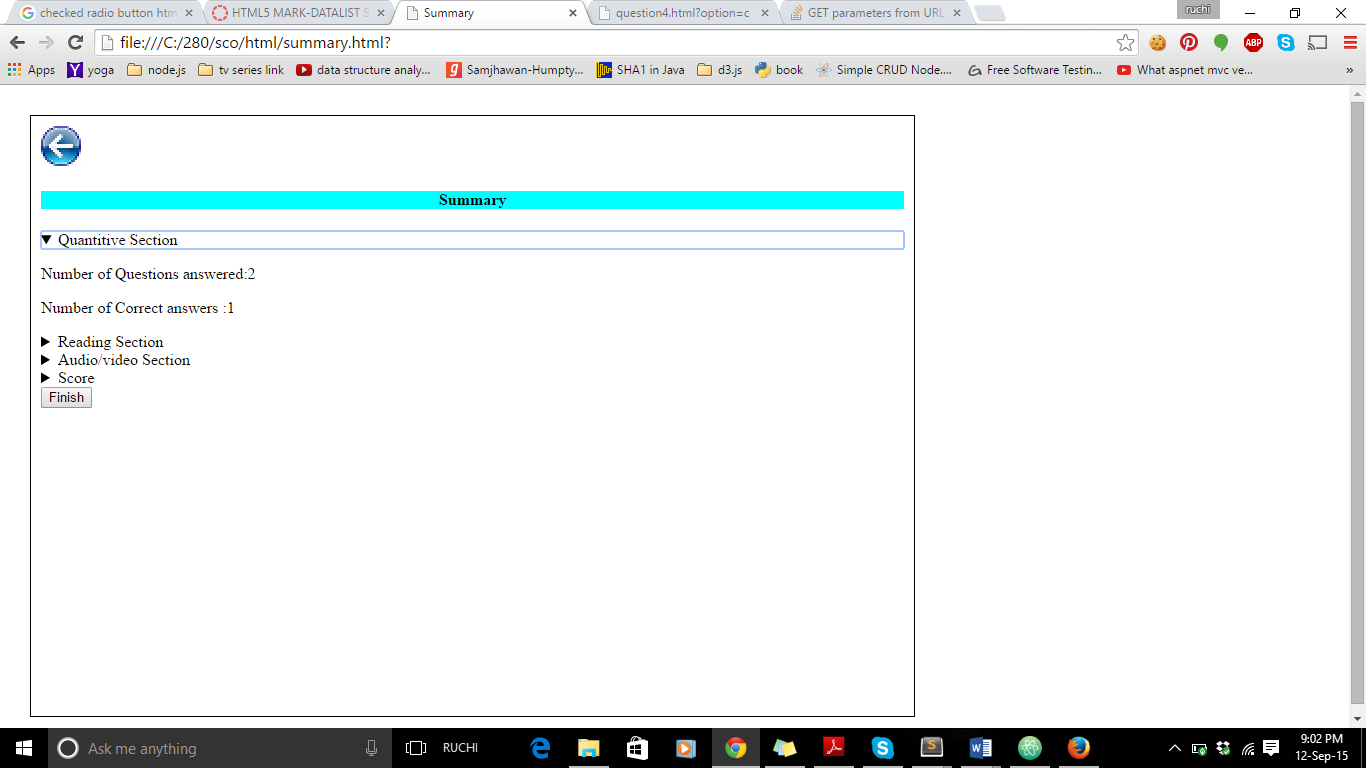 checked radio button htm
HTML5 MARK-DATALIST S
Summary
question4.html?option=c
GET parameters from URL
ruchi
file:///C:/280/sco/html/summary.html?
ABP
Apps
yoga
node.js
tv series link
data structure analy...
Samjhawan-Humpty...
SHA1 in Java
d3.js
book
Simple CRUD Node....
Free Software Testin...
What aspnet mvc ve...
»
Summary
Quantitive Section
Number of Questions answered:2
Number of Correct answers :1
Reading Section
Audio/video Section
Score
Finish
Ask me anything
RUCHI
9:02 PM
12-Sep-15